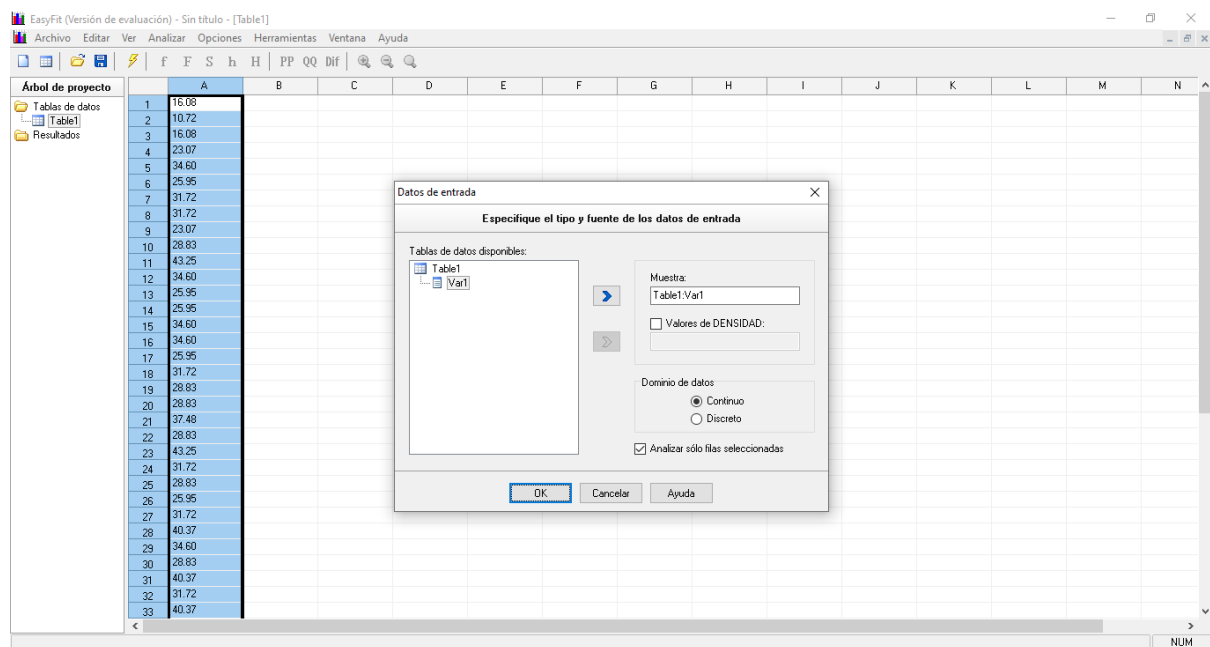 EasyFit (Versión de evaluación) - Sin título - [Table1]
Archivo Editar Ver Analizar Opciones Herramientas Ventana Ayuda
f F S h H PP QQ Dif
Árbol de proyecto
Tablas de datos
Table1
Resultados
A B C D E F G H I J K L M N
1 16.08
2 10.72
3 16.08
4 23.07
5 34.60
6 25.95
7 31.72
8 31.72
9 23.07
10 28.83
11 43.25
12 34.60
13 25.95
14 25.95
15 34.60
16 34.60
17 25.95
18 31.72
19 28.83
20 28.83
21 37.48
22 28.83
23 43.25
24 31.72
25 28.83
26 25.95
27 31.72
28 40.37
29 34.60
30 28.83
31 40.37
32 31.72
33 40.37
Datos de entrada
Especifique el tipo y fuente de los datos de entrada
Tablas de datos disponibles:
Table1
Var1
Muestra:
Table1:Var1
Valores de DENSIDAD:
Dominio de datos
Continuo
Discreto
Analizar sólo filas seleccionadas
OK Cancelar Ayuda
NUM